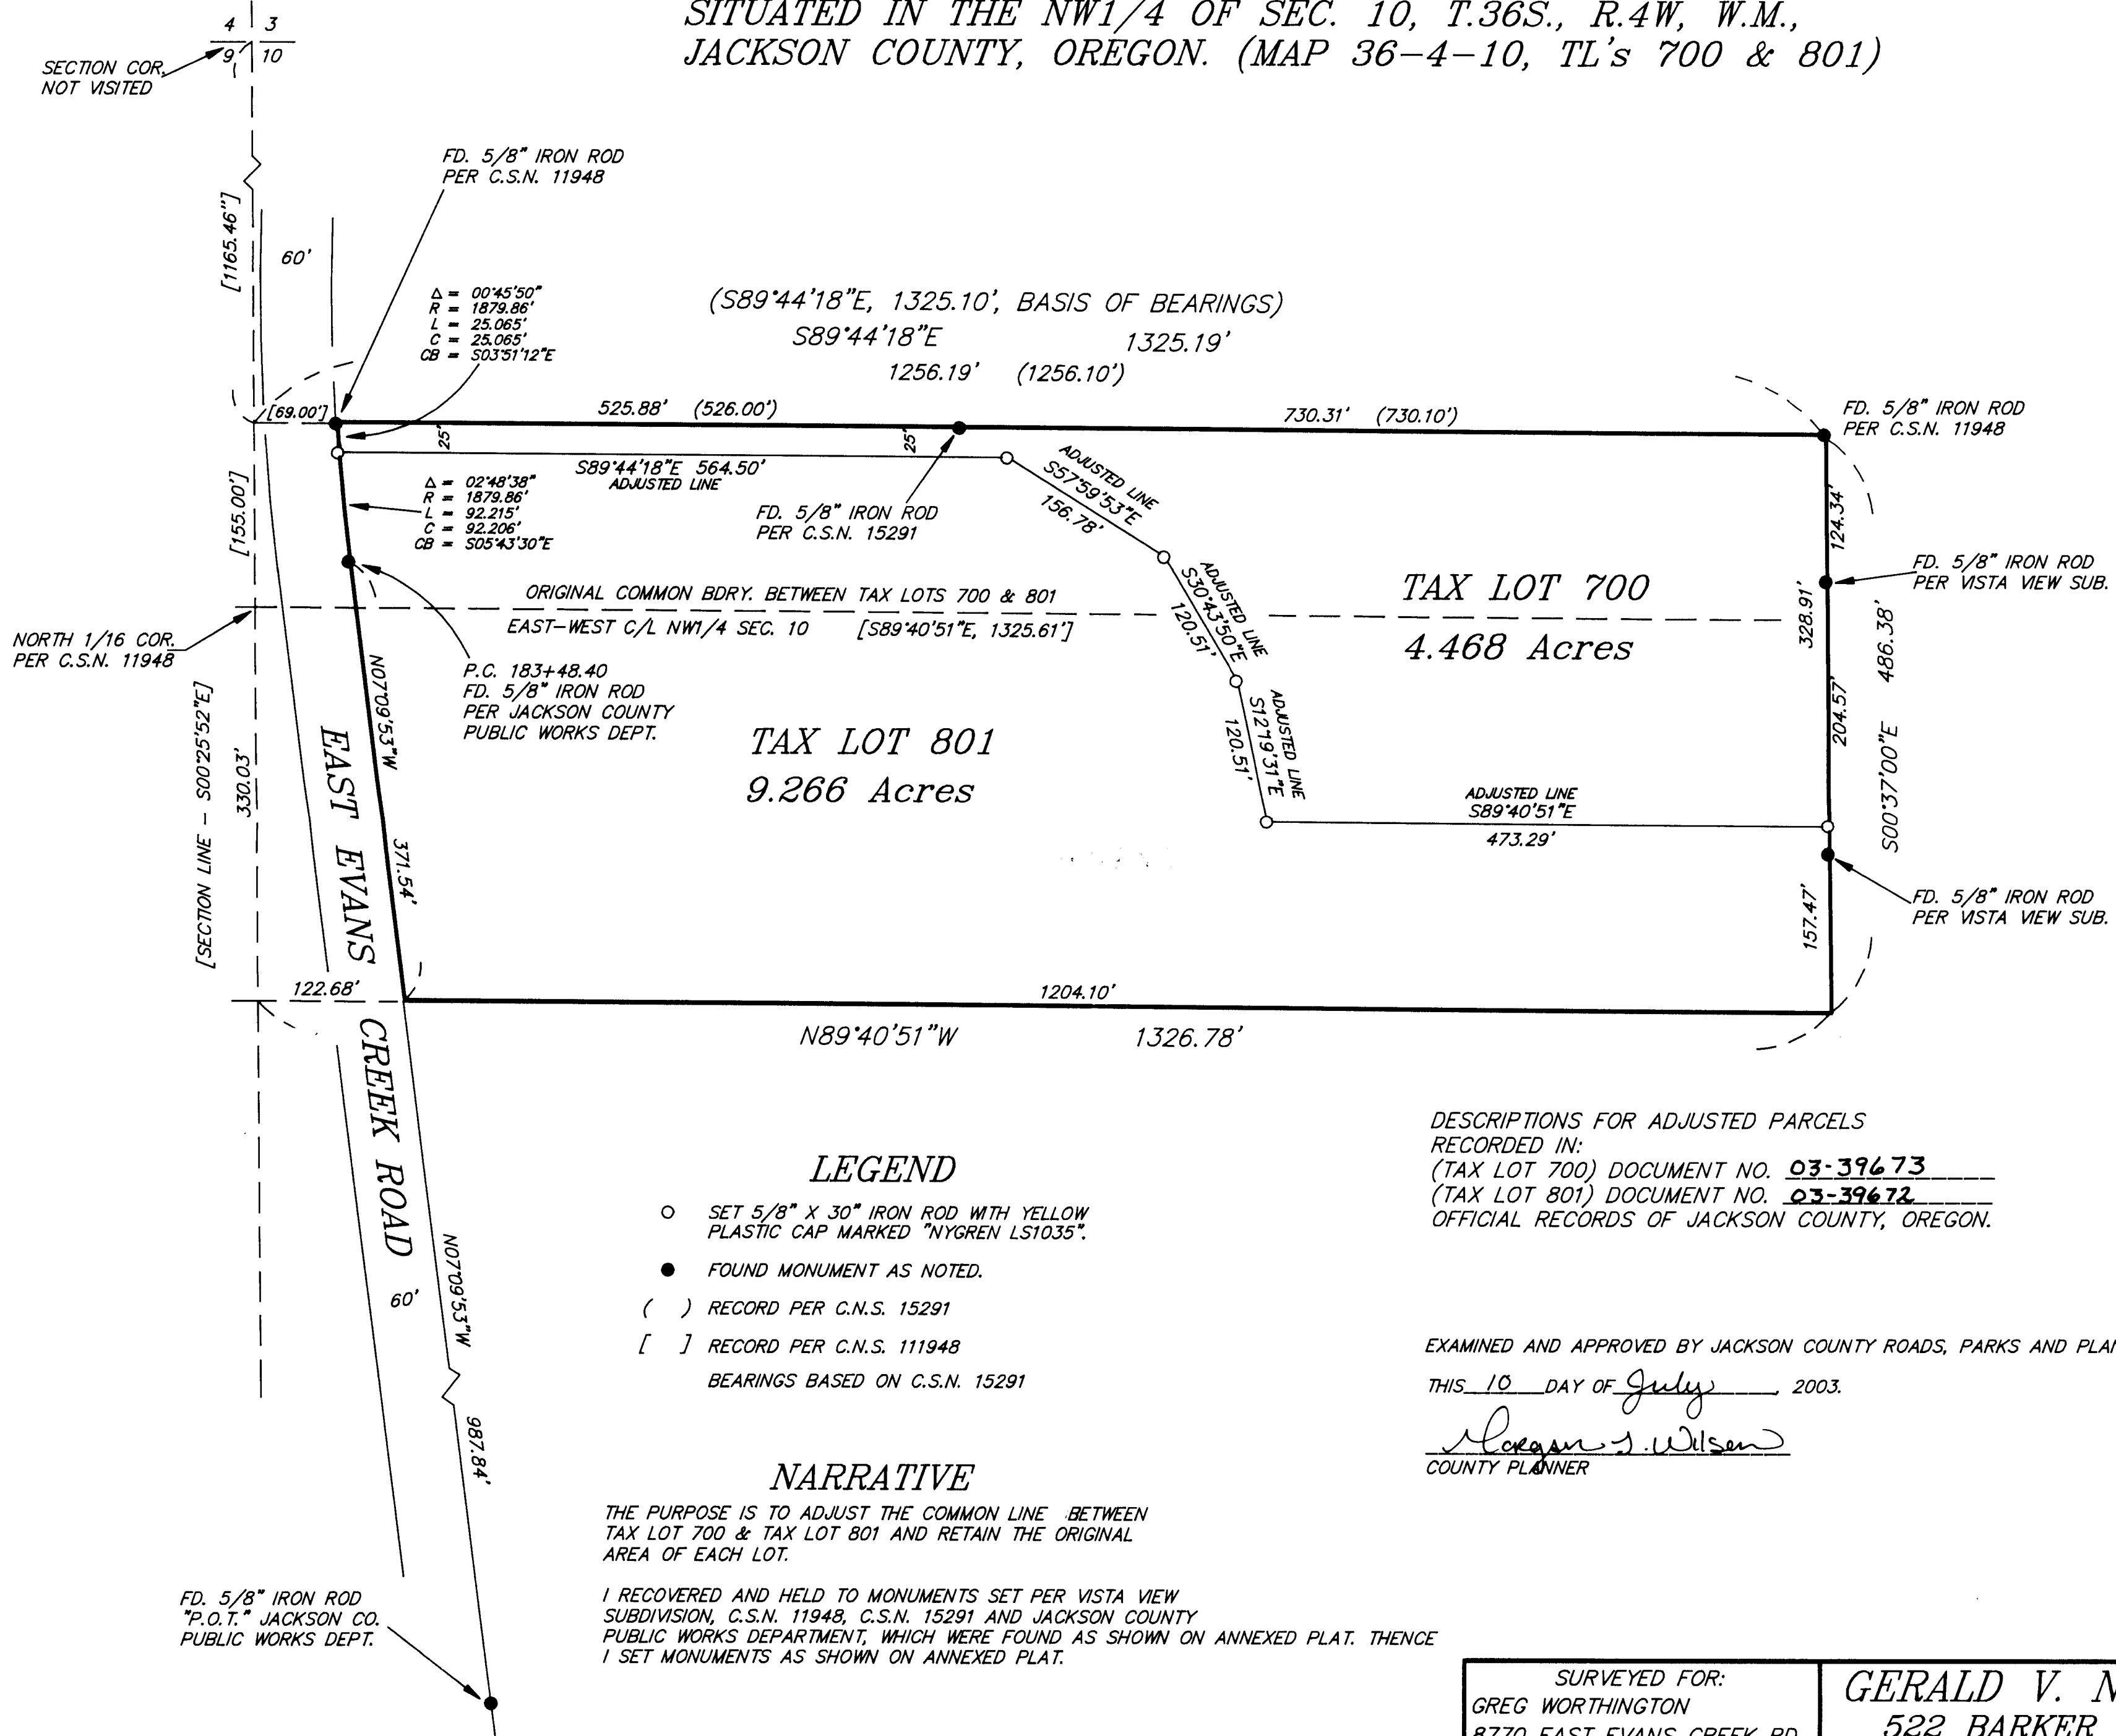 SITUATED IN THE NW1/4 OF SEC. 10, T.36S., R.4W, W.M.,
JACKSON COUNTY, OREGON. (MAP 36-4-10, TL's 700 & 801)
4 3
9 10
SECTION COR.
NOT VISITED
FD. 5/8" IRON ROD
PER C.S.N. 11948
[1165.46"]
60'
Δ = 00°45'50"
R = 1879.86'
L = 25.065'
C = 25.065'
CB = S03°51'12"E
(S89°44'18"E, 1325.10', BASIS OF BEARINGS)
S89°44'18"E 1325.19'
1256.19' (1256.10')
[69.00']
525.88' (526.00')
730.31' (730.10')
FD. 5/8" IRON ROD
PER C.S.N. 11948
25'
25'
S89°44'18"E 564.50'
ADJUSTED LINE
ADJUSTED LINE
S57°59'53"E
156.78'
[155.00']
Δ = 02°48'38"
R = 1879.86'
L = 92.215'
C = 92.206'
CB = S05°43'30"E
FD. 5/8" IRON ROD
PER C.S.N. 15291
124.34'
FD. 5/8" IRON ROD
PER VISTA VIEW SUB.
ORIGINAL COMMON BDRY. BETWEEN TAX LOTS 700 & 801
EAST-WEST C/L NW1/4 SEC. 10 [S89°40'51"E, 1325.61']
ADJUSTED LINE
S30°43'50"E
120.51'
TAX LOT 700
4.468 Acres
328.91'
486.38'
S00°37'00"E
204.57'
NORTH 1/16 COR.
PER C.S.N. 11948
P.C. 183+48.40
FD. 5/8" IRON ROD
PER JACKSON COUNTY
PUBLIC WORKS DEPT.
N07°09'53"W
371.54'
[SECTION LINE - S00°25'52"E]
330.03'
TAX LOT 801
9.266 Acres
ADJUSTED LINE
S12°19'31"E
120.51'
ADJUSTED LINE
S89°40'51"E
473.29'
FD. 5/8" IRON ROD
PER VISTA VIEW SUB.
157.47'
EAST EVANS CREEK ROAD
122.68'
1204.10'
N89°40'51"W 1326.78'
60'
N07°09'53"W
987.84'
LEGEND
SET 5/8" X 30" IRON ROD WITH YELLOW
PLASTIC CAP MARKED "NYGREN LS1035".
FOUND MONUMENT AS NOTED.
( ) RECORD PER C.N.S. 15291
[ ] RECORD PER C.N.S. 111948
BEARINGS BASED ON C.S.N. 15291
DESCRIPTIONS FOR ADJUSTED PARCELS
RECORDED IN:
(TAX LOT 700) DOCUMENT NO. 03-39673
(TAX LOT 801) DOCUMENT NO. 03-39672
OFFICIAL RECORDS OF JACKSON COUNTY, OREGON.
EXAMINED AND APPROVED BY JACKSON COUNTY ROADS, PARKS AND PLAN
THIS 10 DAY OF July, 2003.
Morgan J. Wilsen
COUNTY PLANNER
NARRATIVE
THE PURPOSE IS TO ADJUST THE COMMON LINE BETWEEN
TAX LOT 700 & TAX LOT 801 AND RETAIN THE ORIGINAL
AREA OF EACH LOT.
I RECOVERED AND HELD TO MONUMENTS SET PER VISTA VIEW
SUBDIVISION, C.S.N. 11948, C.S.N. 15291 AND JACKSON COUNTY
PUBLIC WORKS DEPARTMENT, WHICH WERE FOUND AS SHOWN ON ANNEXED PLAT. THENCE
I SET MONUMENTS AS SHOWN ON ANNEXED PLAT.
FD. 5/8" IRON ROD
"P.O.T." JACKSON CO.
PUBLIC WORKS DEPT.
SURVEYED FOR:
GREG WORTHINGTON
8770 EAST EVANS CREEK RD
GERALD V. N
522 BARKER